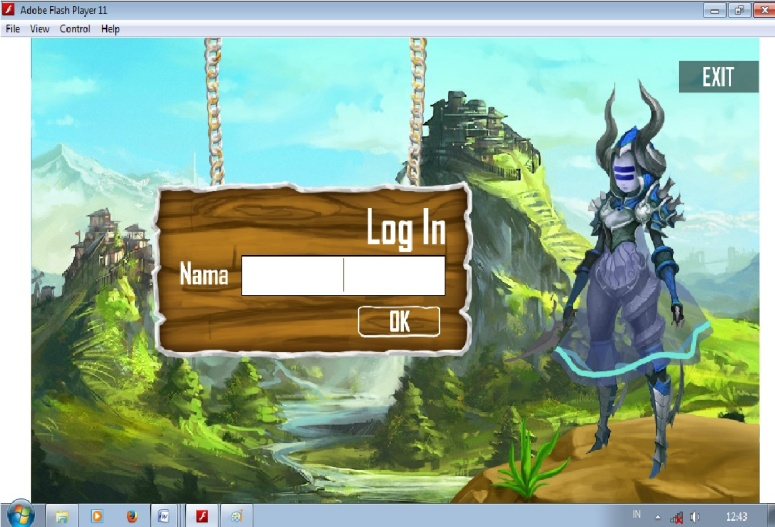 Adobe Flash Player 11
File View Control Help
EXIT
Log In
Nama
OK
IN
12:43